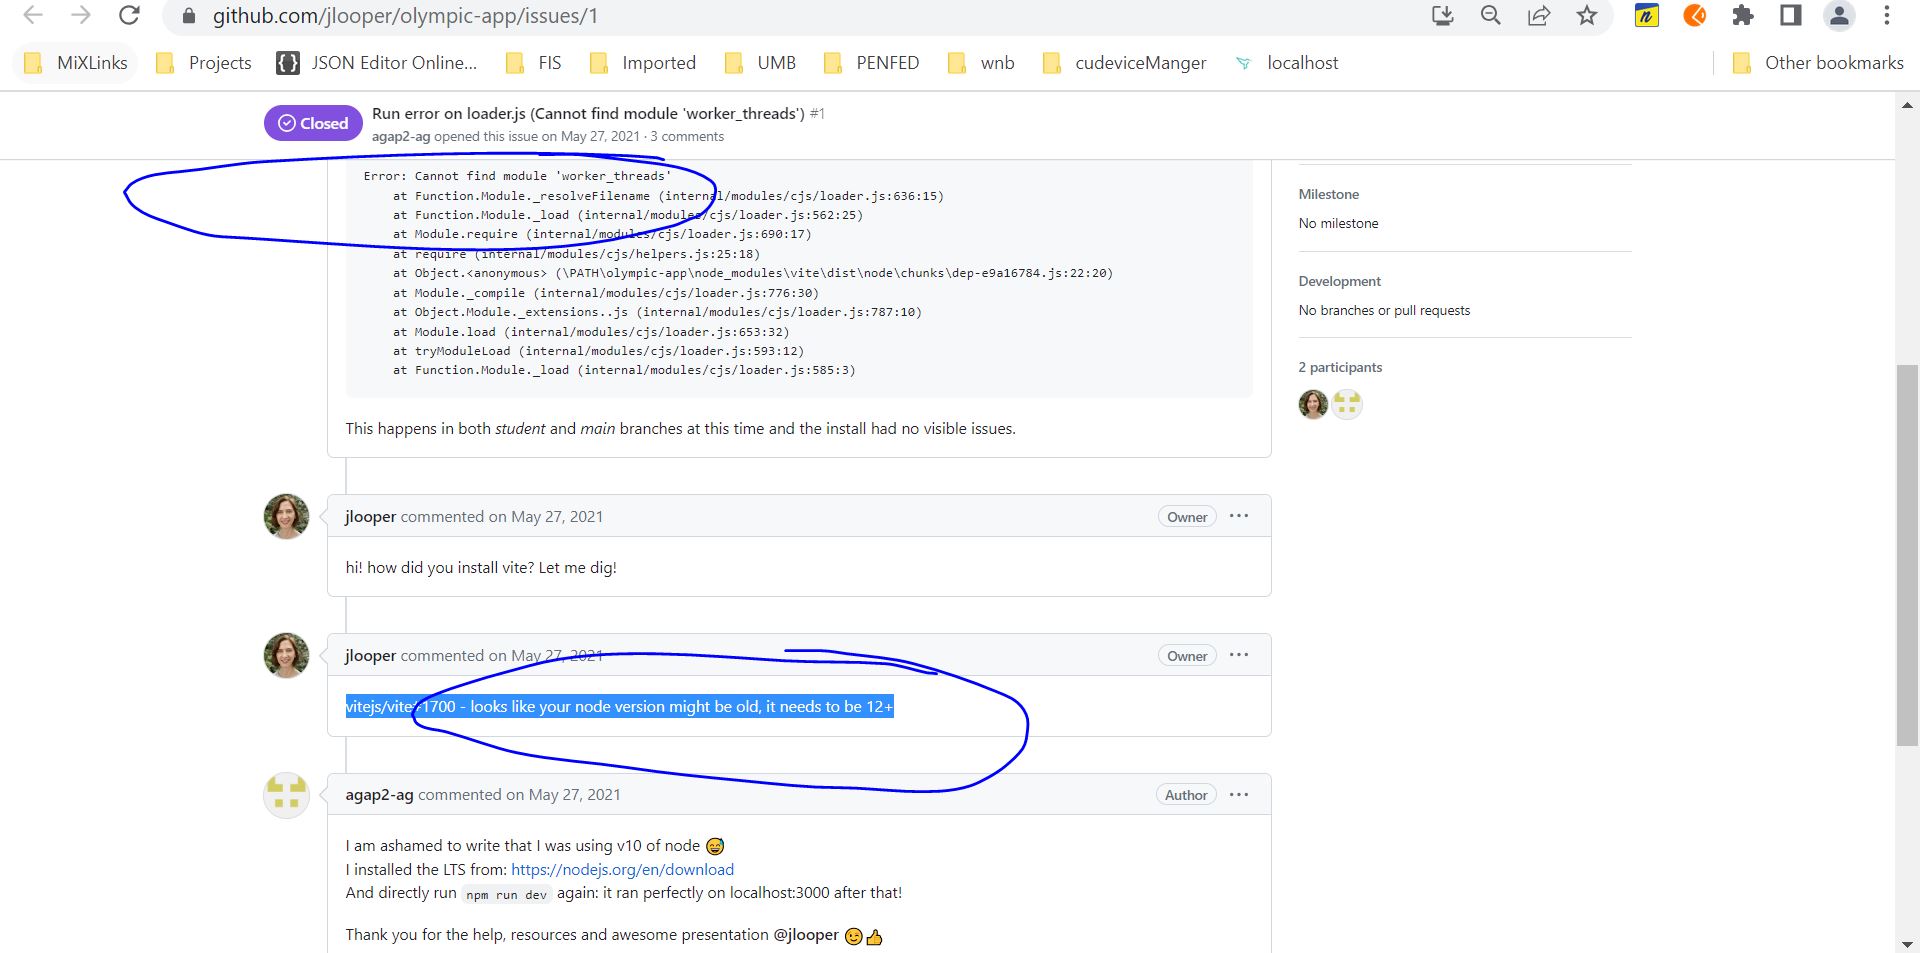 github.com/jlooper/olympic-app/issues/1
MiXLinks Projects JSON Editor Online... FIS Imported UMB PENFED wnb cudeviceManger localhost Other bookmarks
Closed
Run error on loader.js (Cannot find module 'worker_threads') #1
agap2-ag opened this issue on May 27, 2021 · 3 comments
Error: Cannot find module 'worker_threads'
at Function.Module._resolveFilename (internal/modules/cjs/loader.js:636:15)
at Function.Module._load (internal/modules/cjs/loader.js:562:25)
at Module.require (internal/modules/cjs/loader.js:690:17)
at require (internal/modules/cjs/helpers.js:25:18)
at Object.<anonymous> (\PATH\olympic-app\node_modules\vite\dist\node\chunks\dep-e9a16784.js:22:20)
at Module._compile (internal/modules/cjs/loader.js:776:30)
at Object.Module._extensions..js (internal/modules/cjs/loader.js:787:10)
at Module.load (internal/modules/cjs/loader.js:653:32)
at tryModuleLoad (internal/modules/cjs/loader.js:593:12)
at Function.Module._load (internal/modules/cjs/loader.js:585:3)
This happens in both student and main branches at this time and the install had no visible issues.
Milestone
No milestone
Development
No branches or pull requests
2 participants
jlooper commented on May 27, 2021 Owner
hi! how did you install vite? Let me dig!
jlooper commented on May 27, 2021 Owner
vitejs/vite#1700 - looks like your node version might be old, it needs to be 12+
agap2-ag commented on May 27, 2021 Author
I am ashamed to write that I was using v10 of node 😅
I installed the LTS from: https://nodejs.org/en/download
And directly run npm run dev again: it ran perfectly on localhost:3000 after that!
Thank you for the help, resources and awesome presentation @jlooper 😉👍